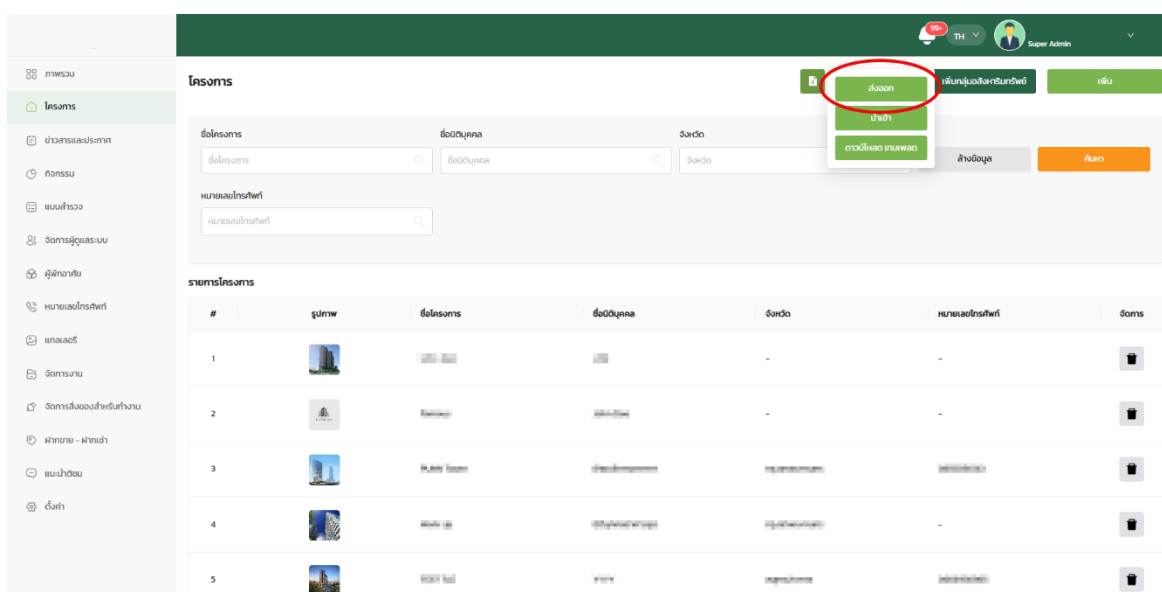 99+
TH
Super Admin
ภาพรวม
โครงการ
ข่าวสารและประกาศ
กิจกรรม
แบบสำรวจ
จัดการผู้ดูแลระบบ
ผู้พักอาศัย
หมายเลขโทรศัพท์
แกลเลอรี
จัดการงาน
จัดการสิ่งของสำหรับทำงาน
ฝากขาย - ฝากเช่า
แนะนำติชม
ตั้งค่า
โครงการ
ส่งออก
นำเข้า
ดาวน์โหลด เทมเพลต
เพิ่มกลุ่มอสังหาริมทรัพย์
เพิ่ม
ชื่อโครงการ
ชื่อนิติบุคคล
จังหวัด
ชื่อโครงการ
ชื่อนิติบุคคล
จังหวัด
ล้างข้อมูล
ค้นหา
หมายเลขโทรศัพท์
หมายเลขโทรศัพท์
รายการโครงการ
# รูปภาพ ชื่อโครงการ ชื่อนิติบุคคล จังหวัด หมายเลขโทรศัพท์ จัดการ
1 - -
2 - -
3
4 -
5